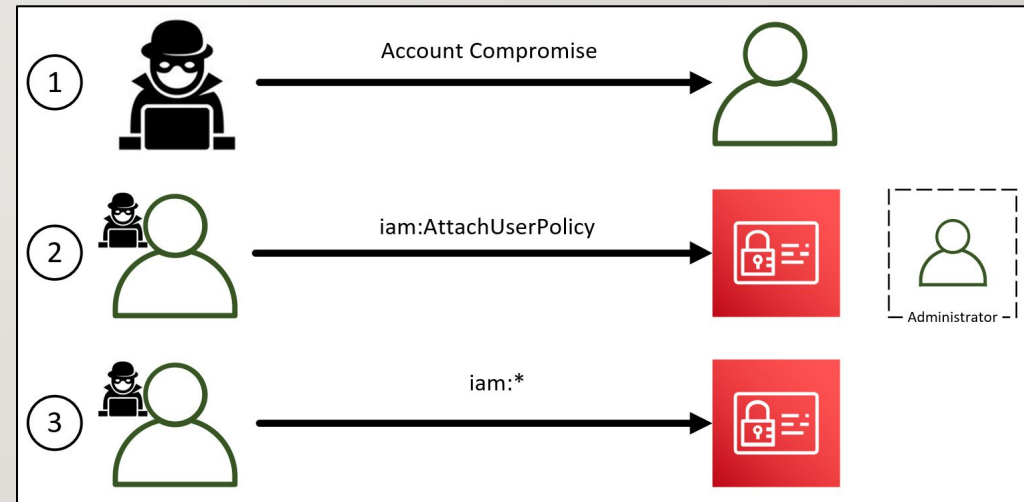 1
Account Compromise
2
iam:AttachUserPolicy
Administrator
3
iam:*